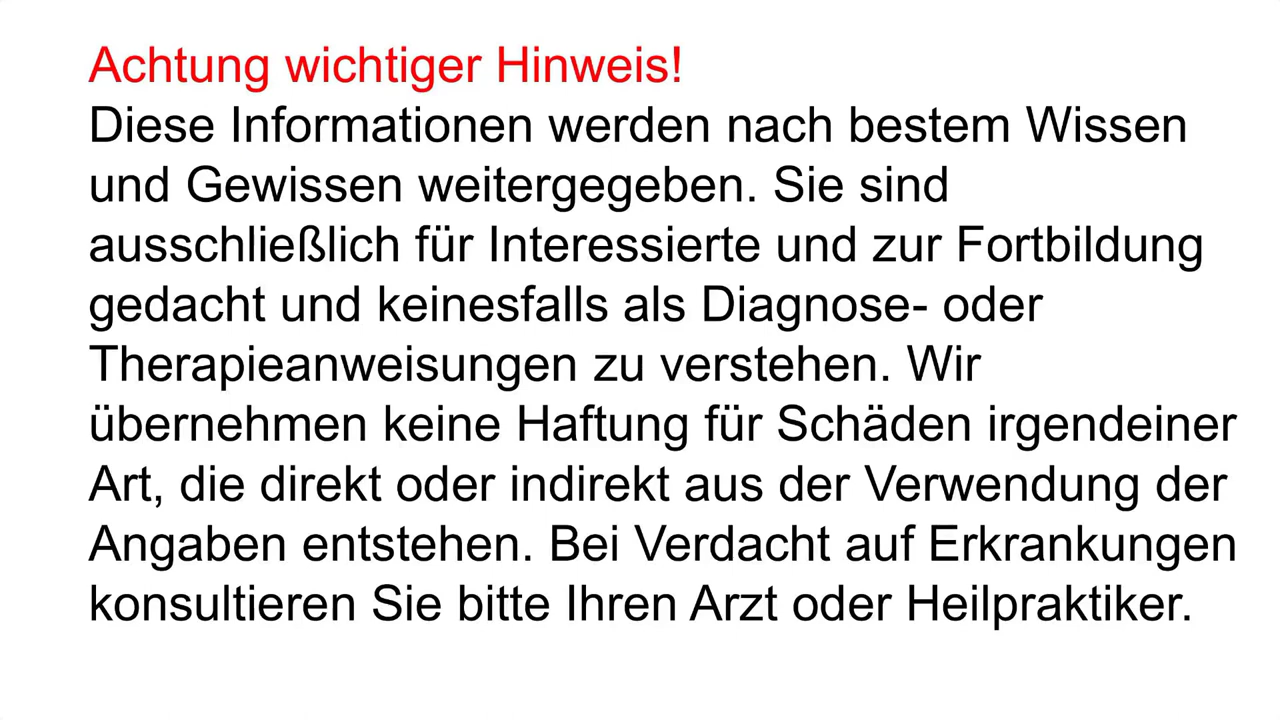 Achtung wichtiger Hinweis!
Diese Informationen werden nach bestem Wissen
und Gewissen weitergegeben. Sie sind
ausschließlich für Interessierte und zur Fortbildung
gedacht und keinesfalls als Diagnose- oder
Therapieanweisungen zu verstehen. Wir
übernehmen keine Haftung für Schäden irgendeiner
Art, die direkt oder indirekt aus der Verwendung der
Angaben entstehen. Bei Verdacht auf Erkrankungen
konsultieren Sie bitte Ihren Arzt oder Heilpraktiker.